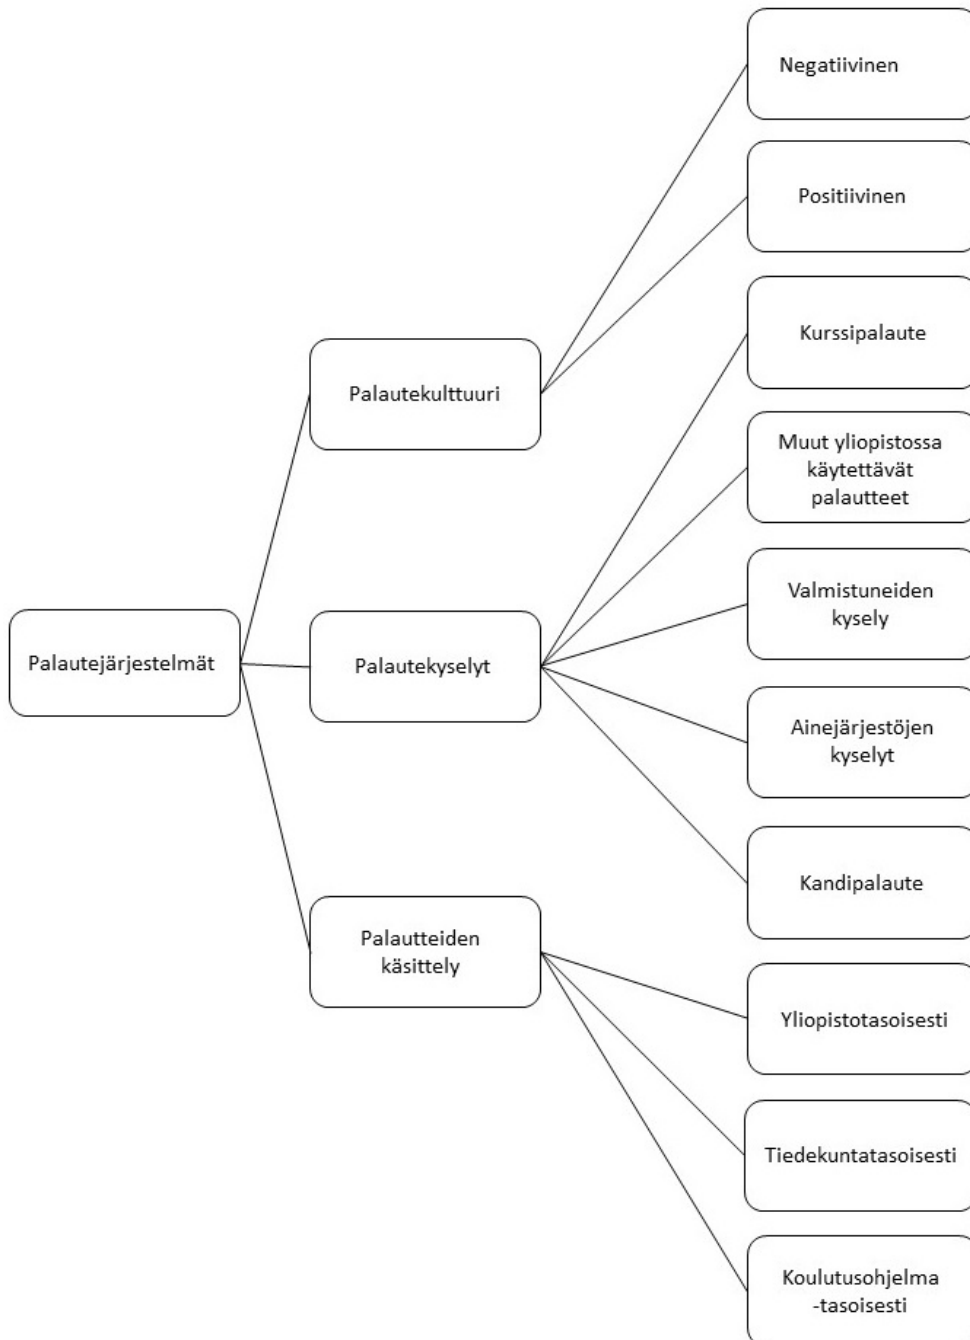 Negatiivinen
Positiivinen
Kurssipalaute
Palautekulttuuri
Muut yliopistossa
käytettävät
palautteet
Valmistuneiden
kysely
Palautejärjestelmät
Palautekyselyt
Ainejärjestöjen
kyselyt
Kandipalaute
Palautteiden
käsittely
Yliopistotasoisesti
Tiedekuntatasoisesti
Koulutusohjelma
-tasoisesti